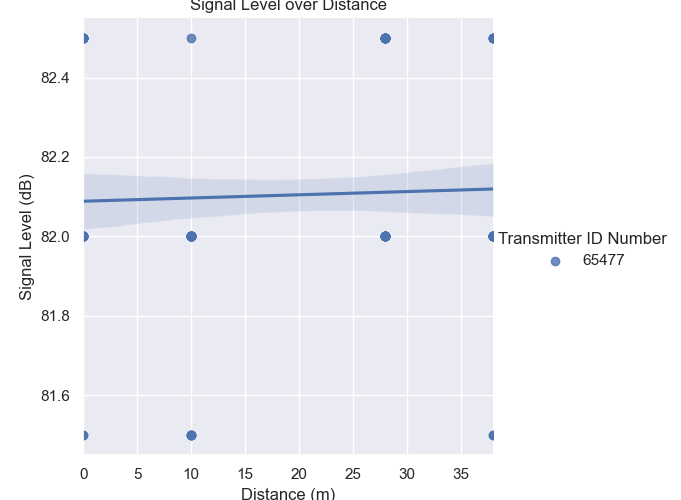 Signal Level over Distance
Signal Level (dB)
82.4
82.2
82.0
81.8
81.6
0 5 10 15 20 25 30 35
Distance (m)
Transmitter ID Number
65477